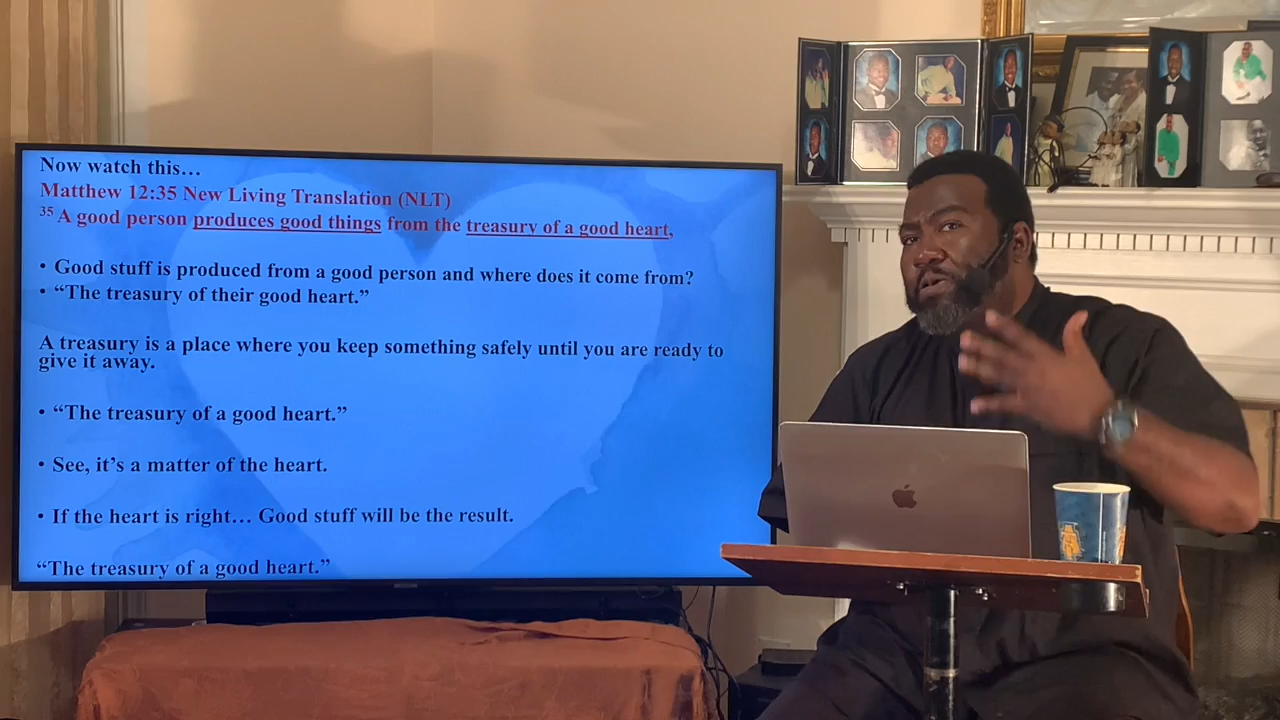 Now watch this…
Matthew 12:35 New Living Translation (NLT)
35 A good person produces good things from the treasury of a good heart,
• Good stuff is produced from a good person and where does it come from?
• “The treasury of their good heart.”
A treasury is a place where you keep something safely until you are ready to
give it away.
• “The treasury of a good heart.”
• See, it’s a matter of the heart.
• If the heart is right… Good stuff will be the result.
“The treasury of a good heart.”